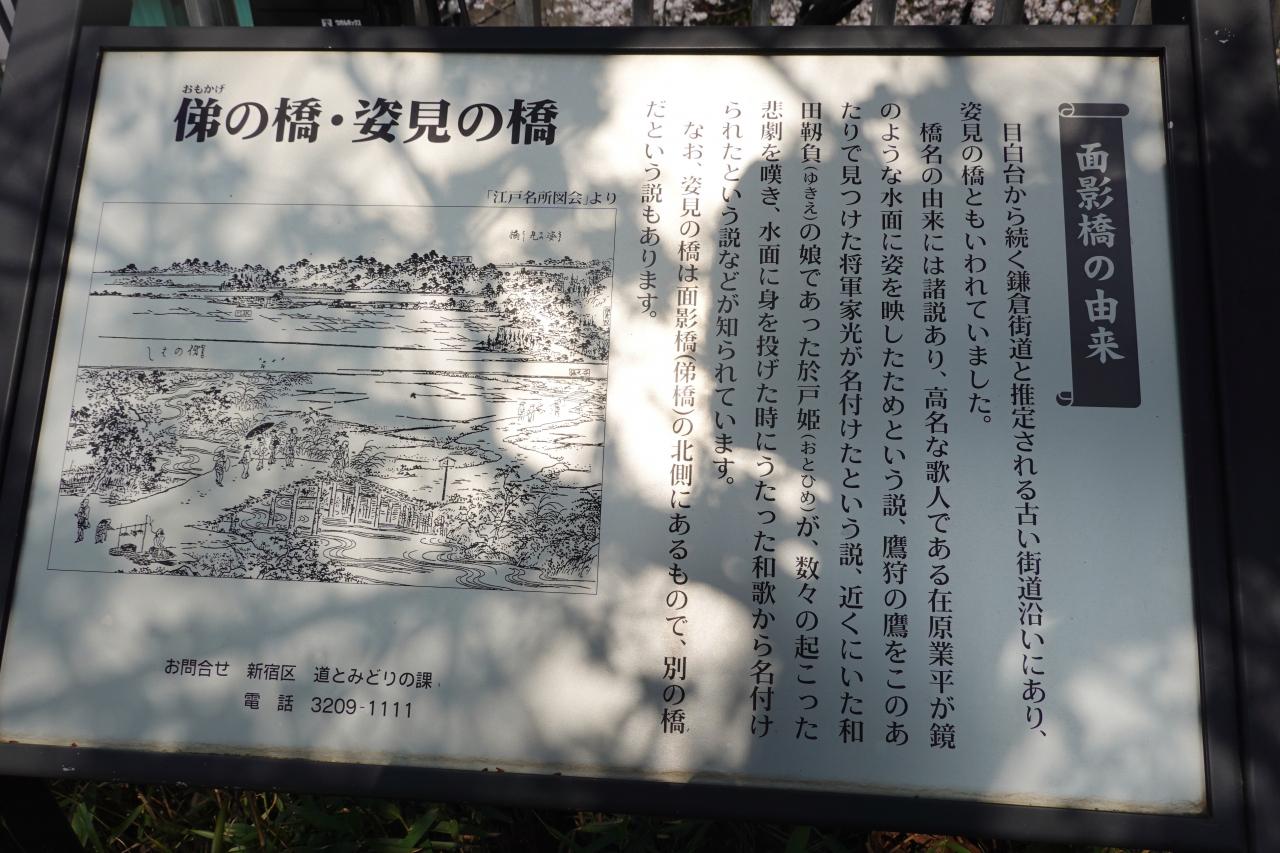 面影橋の由来
目白台から続く鎌倉街道と推定される古い街道沿いにあり、
姿見の橋ともいわれていました。
橋名の由来には諸説あり、高名な歌人である在原業平が鏡
のような水面に姿を映したためという説、鷹狩の鷹をこのあ
たりで見つけた将軍家光が名付けたという説、近くにいた和
田靱負(ゆきえ)の娘であった於戸姫(おとひめ)が、数々の起こった
悲劇を嘆き、水面に身を投げた時にうたった和歌から名付け
られたという説などが知られています。
なお、姿見の橋は面影橋(俤橋)の北側にあるもので、別の橋
だという説もあります。
おもかげ
俤の橋・姿見の橋
「江戸名所図会」より
お問合せ 新宿区 道とみどりの課
電話 3209-1111